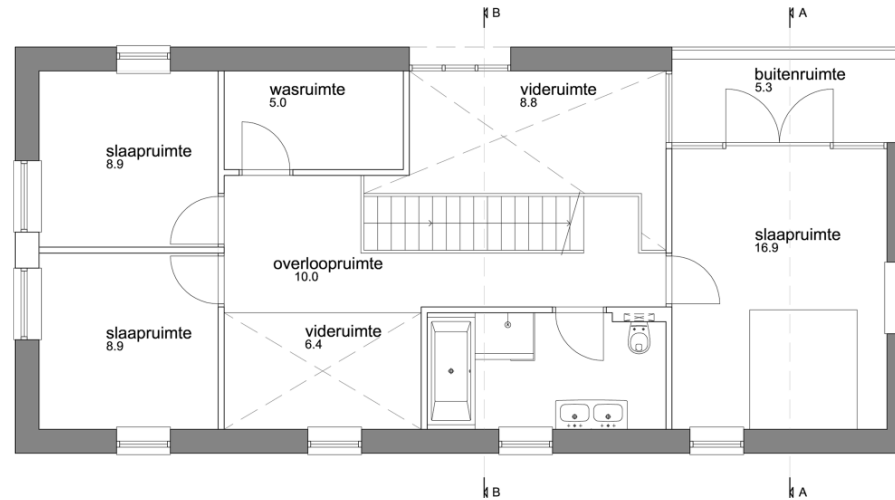 B
A
wasruimte
5.0
videruimte
8.8
buitenruimte
5.3
slaapruimte
8.9
slaapruimte
16.9
overloopruimte
10.0
slaapruimte
8.9
videruimte
6.4
B
A